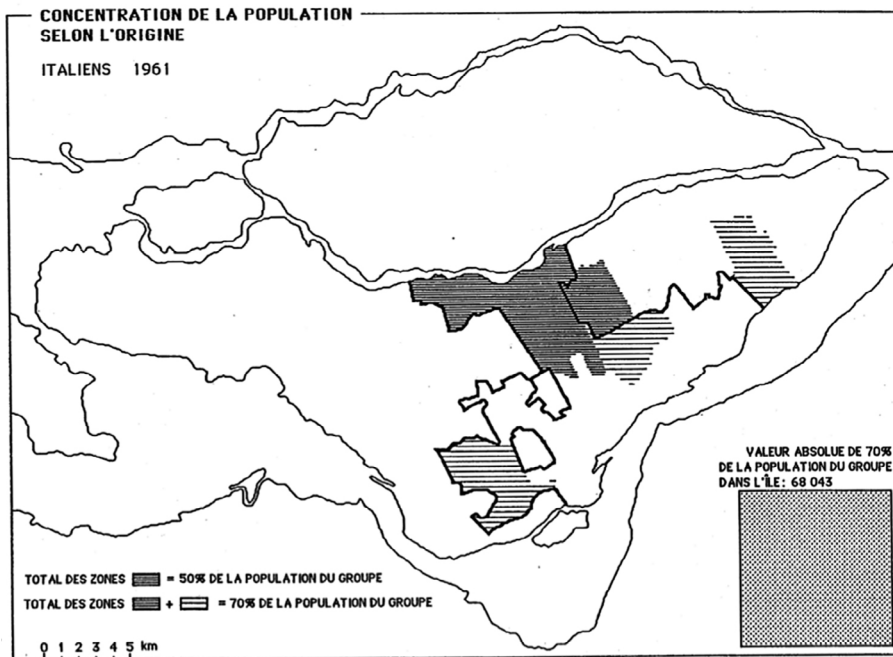 CONCENTRATION DE LA POPULATION
SELON L'ORIGINE
ITALIENS 1961
VALEUR ABSOLUE DE 70%
DE LA POPULATION DU GROUPE
DANS L'ÎLE: 68 043
TOTAL DES ZONES = 50% DE LA POPULATION DU GROUPE
TOTAL DES ZONES + = 70% DE LA POPULATION DU GROUPE
0 1 2 3 4 5 km